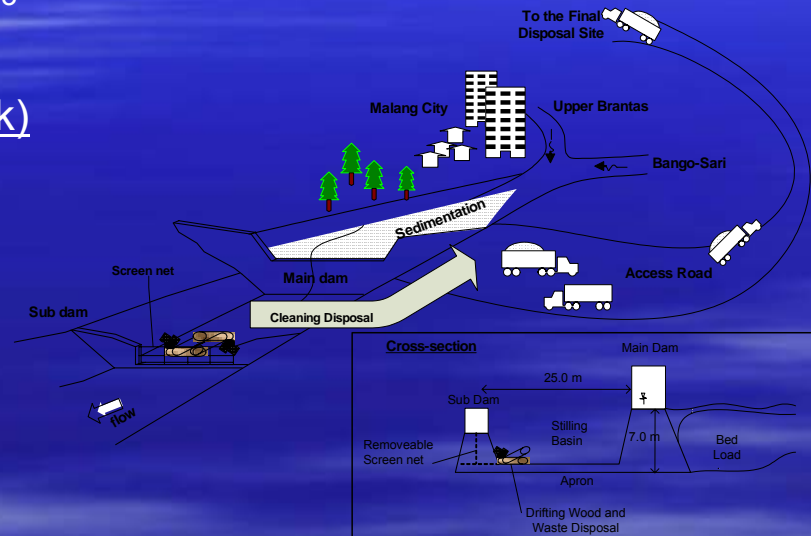 k)
To the Final
Disposal Site
Malang City
Upper Brantas
Bango-Sari
Sedimentation
Screen net
Main dam
Access Road
Sub dam
Cleaning Disposal
flow
Cross-section
Main Dam
25.0 m
Sub Dam
Stilling
Basin
7.0 m
Bed
Load
Removeable
Screen net
Apron
Drifting Wood and
Waste Disposal